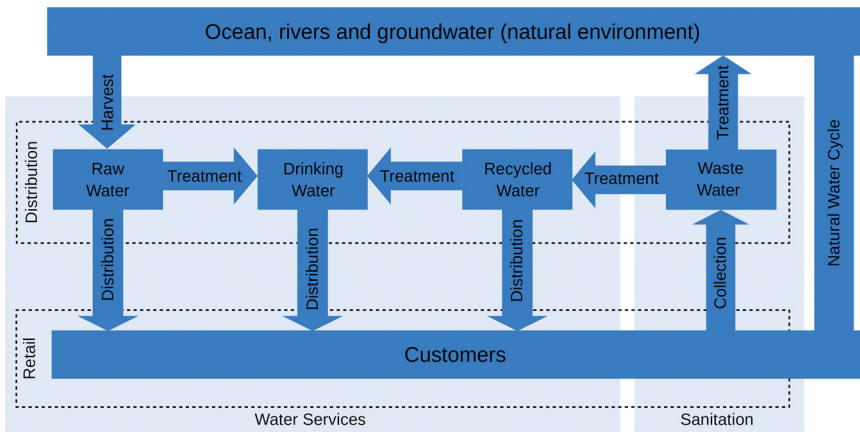 Ocean, rivers and groundwater (natural environment)
Harvest
Treatment
Natural Water Cycle
Distribution
Raw
Water
Treatment
Drinking
Water
Treatment
Recycled
Water
Treatment
Waste
Water
Distribution
Distribution
Distribution
Collection
Retail
Customers
Water Services
Sanitation